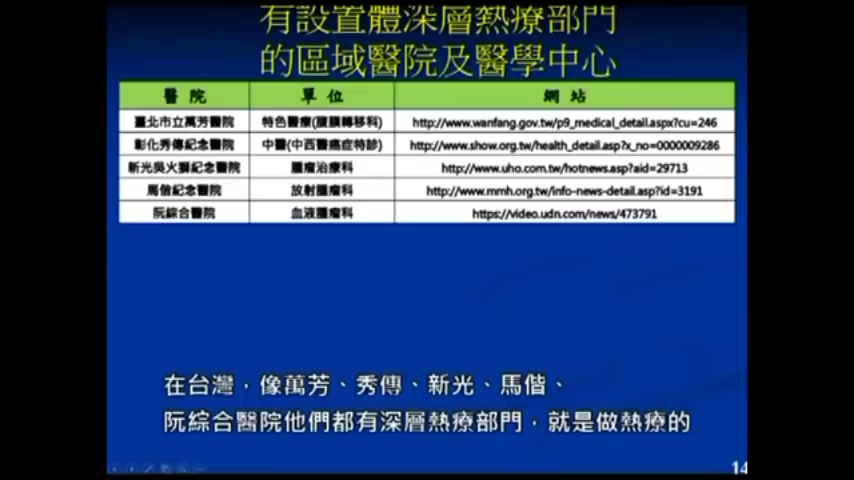 有設置體深層熱療部門
的區域醫院及醫學中心
醫 院 單 位 網 站
臺北市立萬芳醫院 特色醫療(腹膜轉移科) http://www.wanfang.gov.tw/p9_medical_detail.aspx?cu=246
彰化秀傳紀念醫院 中醫(中西醫癌症特診) http://www.show.org.tw/health_detail.asp?x_no=0000009286
新光吳火獅紀念醫院 腫瘤治療科 http://www.uho.com.tw/hotnews.asp?aid=29713
馬偕紀念醫院 放射腫瘤科 http://www.mmh.org.tw/info-news-detail.asp?id=3191
阮綜合醫院 血液腫瘤科 https://video.udn.com/news/473791
在台灣，像萬芳、秀傳、新光、馬偕、
阮綜合醫院他們都有深層熱療部門，就是做熱療的
14